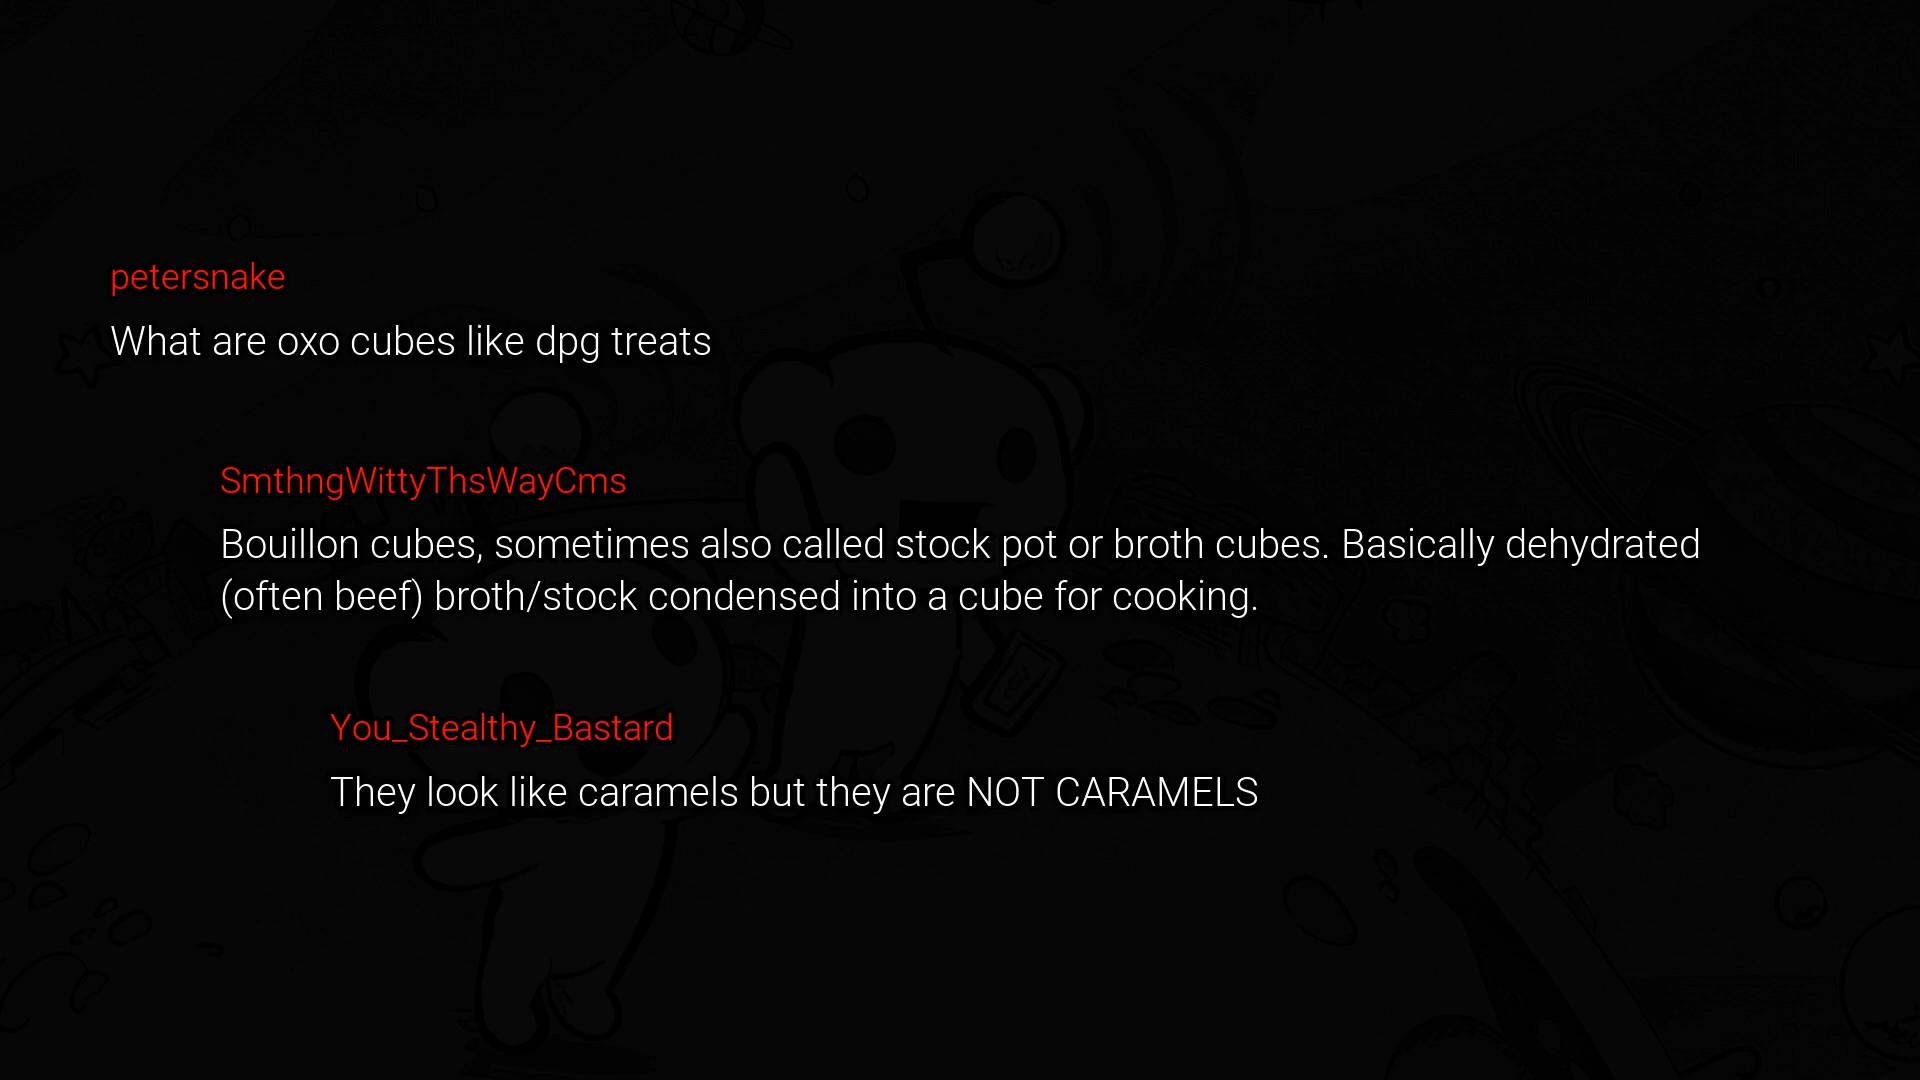 petersnake
What are oxo cubes like dpg treats
SmthngWittyThsWayCms
Bouillon cubes, sometimes also called stock pot or broth cubes. Basically dehydrated
(often beef) broth/stock condensed into a cube for cooking.
You_Stealthy_Bastard
They look like caramels but they are NOT CARAMELS